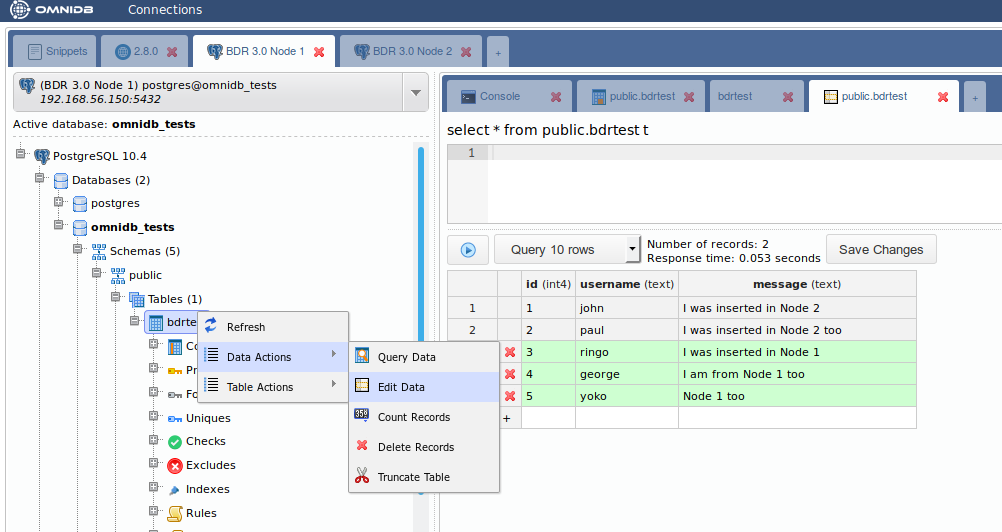 OMNIDB Connections
Snippets 2.8.0 BDR 3.0 Node 1 BDR 3.0 Node 2 +
(BDR 3.0 Node 1) postgres@omnidb_tests
192.168.56.150:5432
Active database: omnidb_tests
PostgreSQL 10.4
Databases (2)
postgres
omnidb_tests
Schemas (5)
public
Tables (1)
bdrte
Co
Pr
Fo
Uniques
Checks
Excludes
Indexes
Rules
Refresh
Data Actions
Table Actions
Query Data
Edit Data
Count Records
358
Delete Records
Truncate Table
Console public.bdrtest bdrtest public.bdrtest +
select * from public.bdrtest t
1
Query 10 rows
Number of records: 2
Response time: 0.053 seconds
Save Changes
id (int4) username (text) message (text)
1 1 john I was inserted in Node 2
2 2 paul I was inserted in Node 2 too
3 ringo I was inserted in Node 1
4 george I am from Node 1 too
5 yoko Node 1 too
+